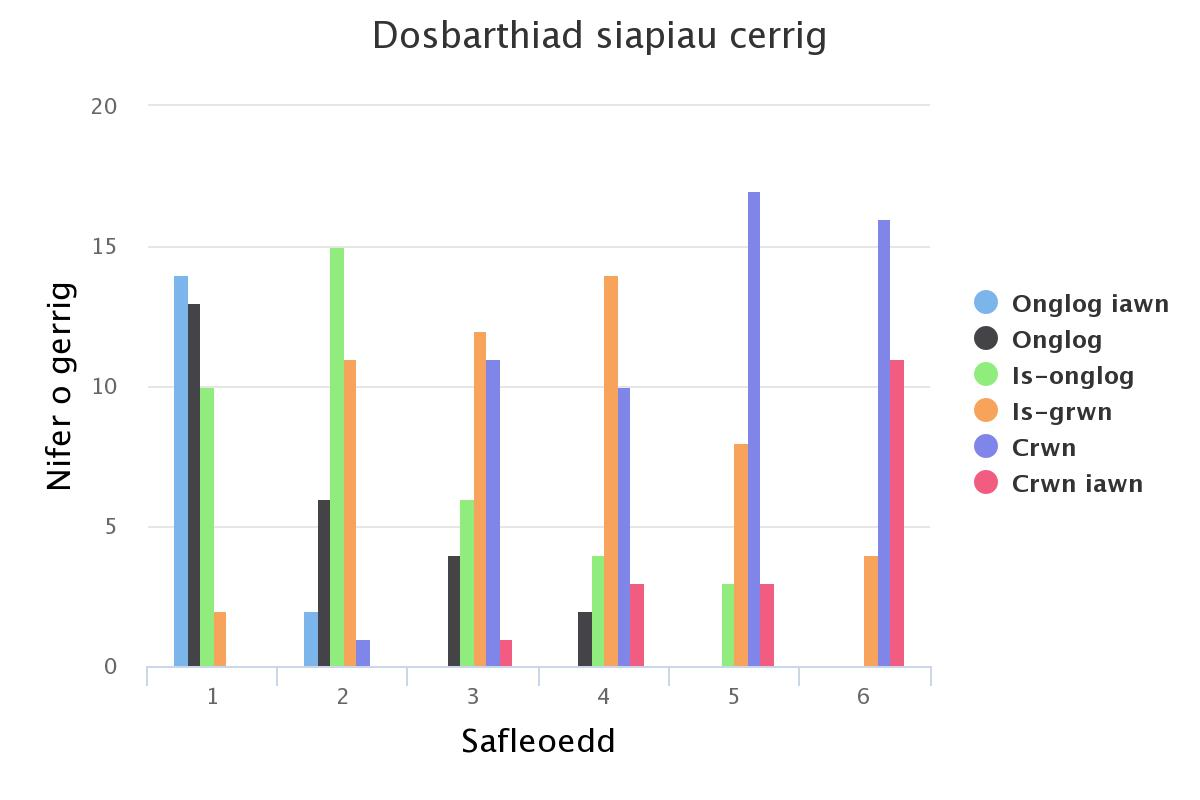 Dosbarthiad siapiau cerrig
20
15
10
5
0
Nifer o gerrig
1 2 3 4 5 6
Safleoedd
Onglog iawn
Onglog
Is-onglog
Is-grwn
Crwn
Crwn iawn